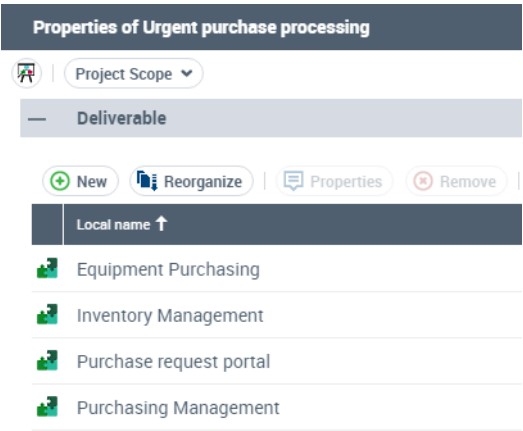 Properties of Urgent purchase processing
Project Scope
Deliverable
New Reorganize Properties Remove
Local name
Equipment Purchasing
Inventory Management
Purchase request portal
Purchasing Management